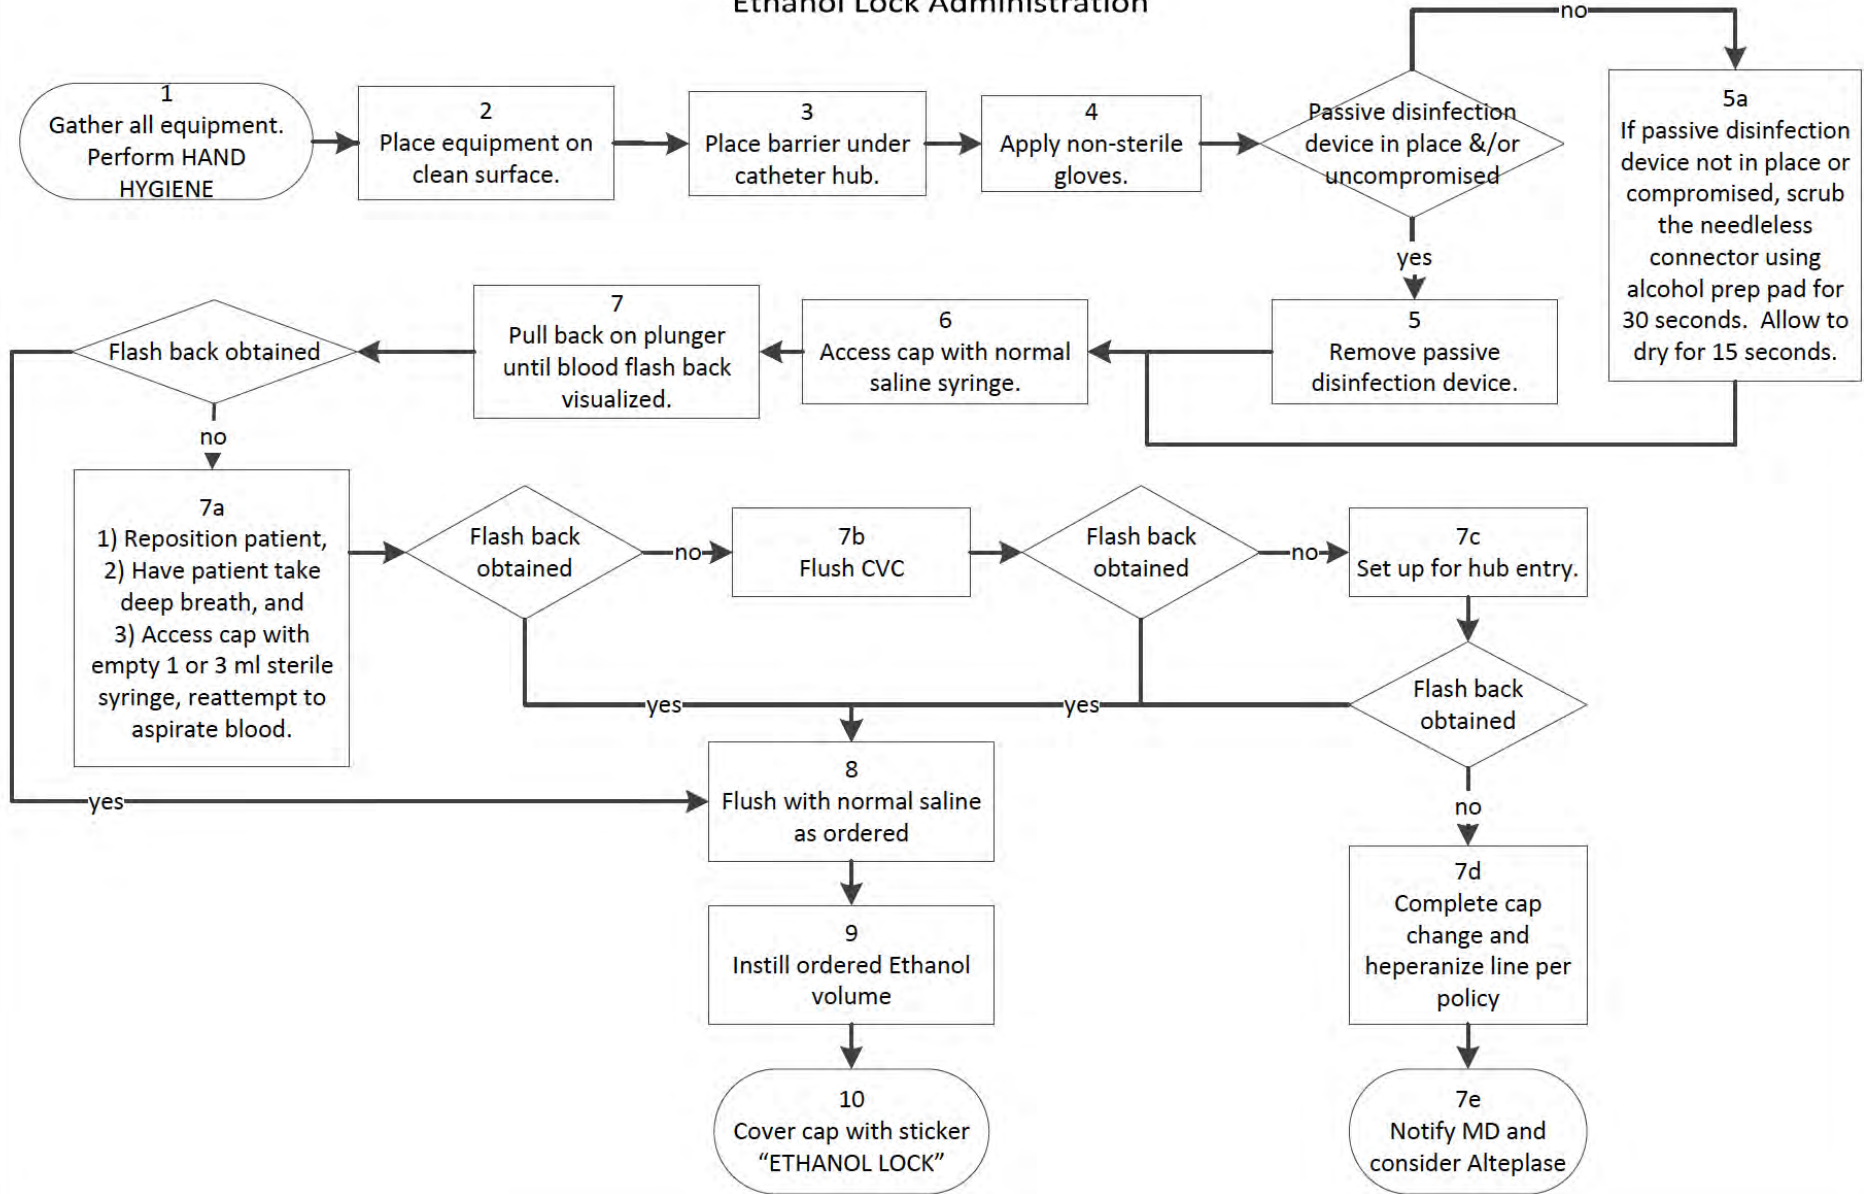 Ethanol Lock Administration
1
Gather all equipment.
Perform HAND
HYGIENE
2
Place equipment on
clean surface.
3
Place barrier under
catheter hub.
4
Apply non-sterile
gloves.
Passive disinfection
device in place &/or
uncompromised
no
5a
If passive disinfection
device not in place or
compromised, scrub
the needleless
connector using
alcohol prep pad for
30 seconds.  Allow to
dry for 15 seconds.
yes
5
Remove passive
disinfection device.
6
Access cap with normal
saline syringe.
7
Pull back on plunger
until blood flash back
visualized.
Flash back obtained
no
7a
1) Reposition patient,
2) Have patient take
deep breath, and
3) Access cap with
empty 1 or 3 ml sterile
syringe, reattempt to
aspirate blood.
Flash back
obtained
no
7b
Flush CVC
Flash back
obtained
no
7c
Set up for hub entry.
yes
yes
Flash back
obtained
yes
8
Flush with normal saline
as ordered
no
9
Instill ordered Ethanol
volume
7d
Complete cap
change and
heperanize line per
policy
10
Cover cap with sticker
“ETHANOL LOCK”
7e
Notify MD and
consider Alteplase